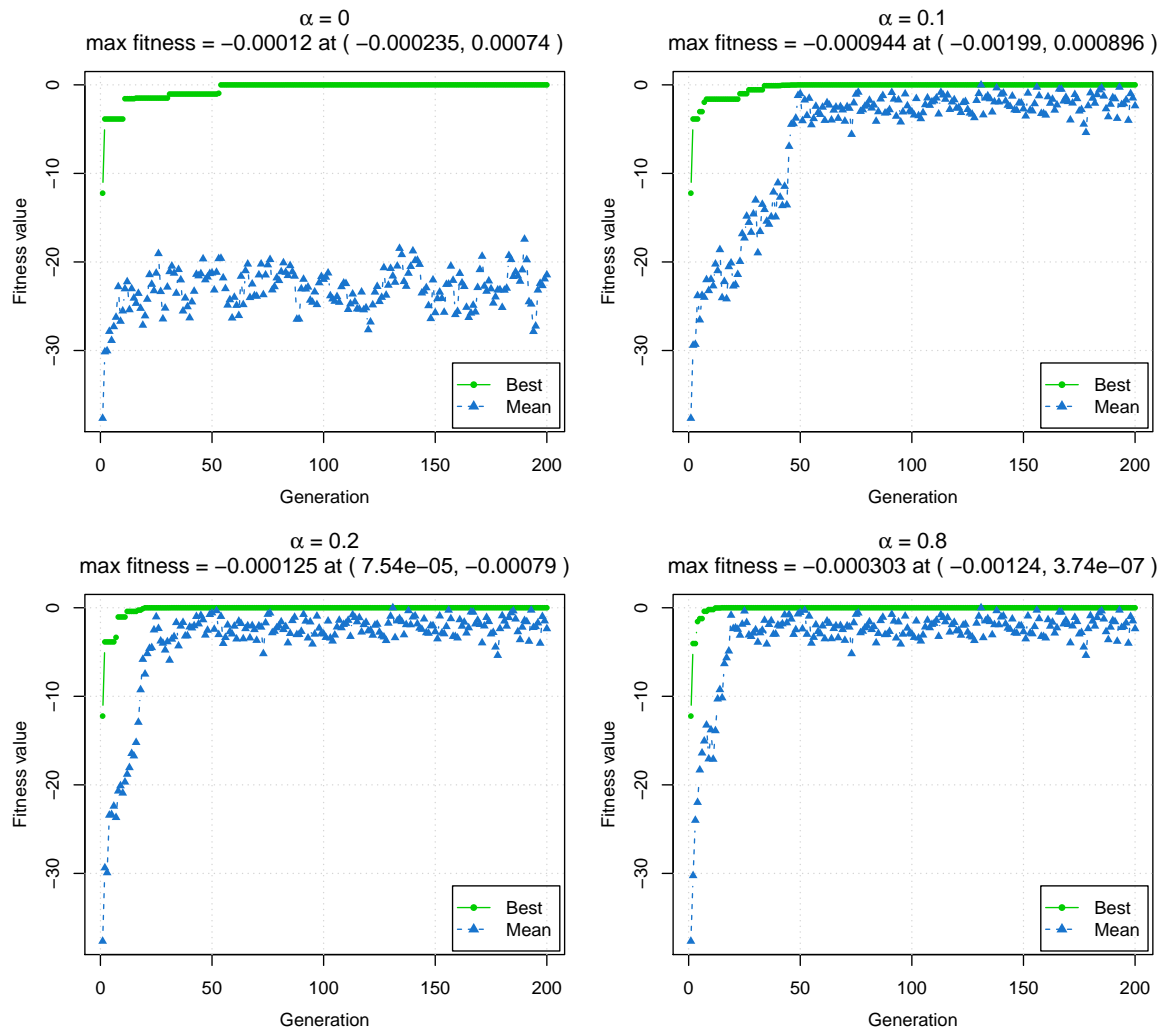 α = 0
max fitness = −0.00012 at ( −0.000235, 0.00074 )
Fitness value
0
−10
−20
−30
Best
Mean
0 50 100 150 200
Generation
α = 0.1
max fitness = −0.000944 at ( −0.00199, 0.000896 )
Fitness value
0
−10
−20
−30
Best
Mean
0 50 100 150 200
Generation
α = 0.2
max fitness = −0.000125 at ( 7.54e−05, −0.00079 )
Fitness value
0
−10
−20
−30
Best
Mean
0 50 100 150 200
Generation
α = 0.8
max fitness = −0.000303 at ( −0.00124, 3.74e−07 )
Fitness value
0
−10
−20
−30
Best
Mean
0 50 100 150 200
Generation